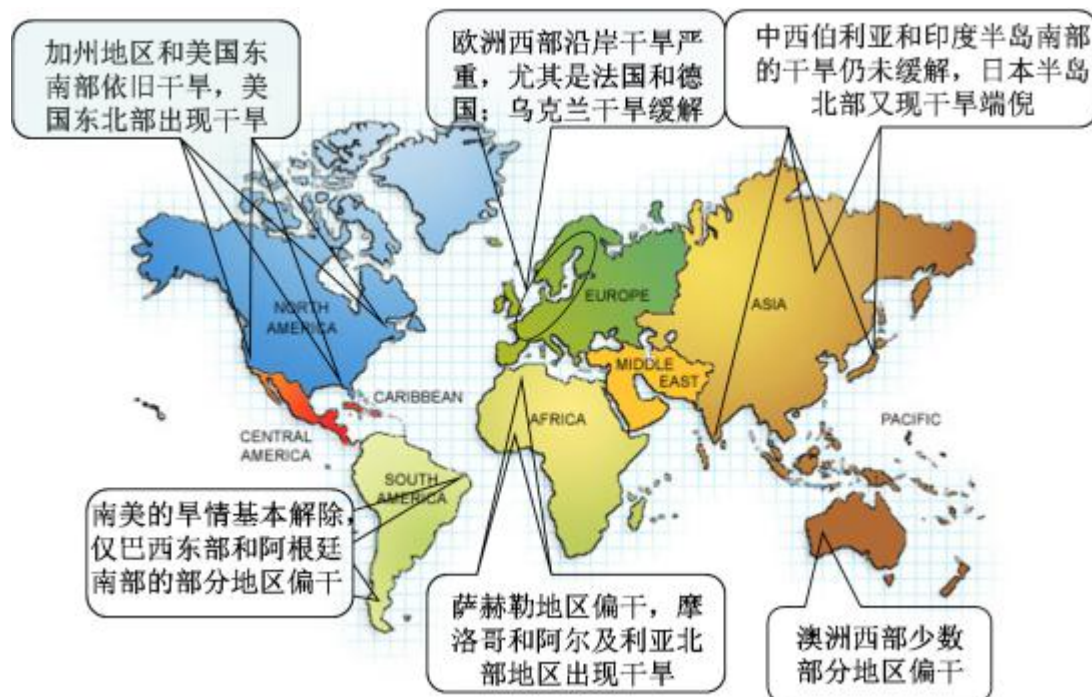 加州地区和美国东
南部依旧干旱，美
国东北部出现干旱
欧洲西部沿岸干旱严
重，尤其是法国和德
国；乌克兰干旱缓解
中西伯利亚和印度半岛南部
的干旱仍未缓解，日本半岛
北部又现干旱端倪
NORTH
AMERICA
EUROPE
ASIA
MIDDLE
EAST
CARIBBEAN
AFRICA
PACIFIC
CENTRAL
AMERICA
SOUTH
AMERICA
南美的旱情基本解除，
仅巴西东部和阿根廷
南部的部分地区偏干
萨赫勒地区偏干，摩
洛哥和阿尔及利亚北
部地区出现干旱
澳洲西部少数
部分地区偏干